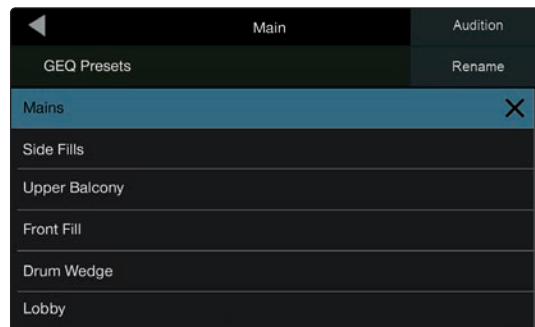 Main Audition
GEQ Presets Rename
Mains
Side Fills
Upper Balcony
Front Fill
Drum Wedge
Lobby